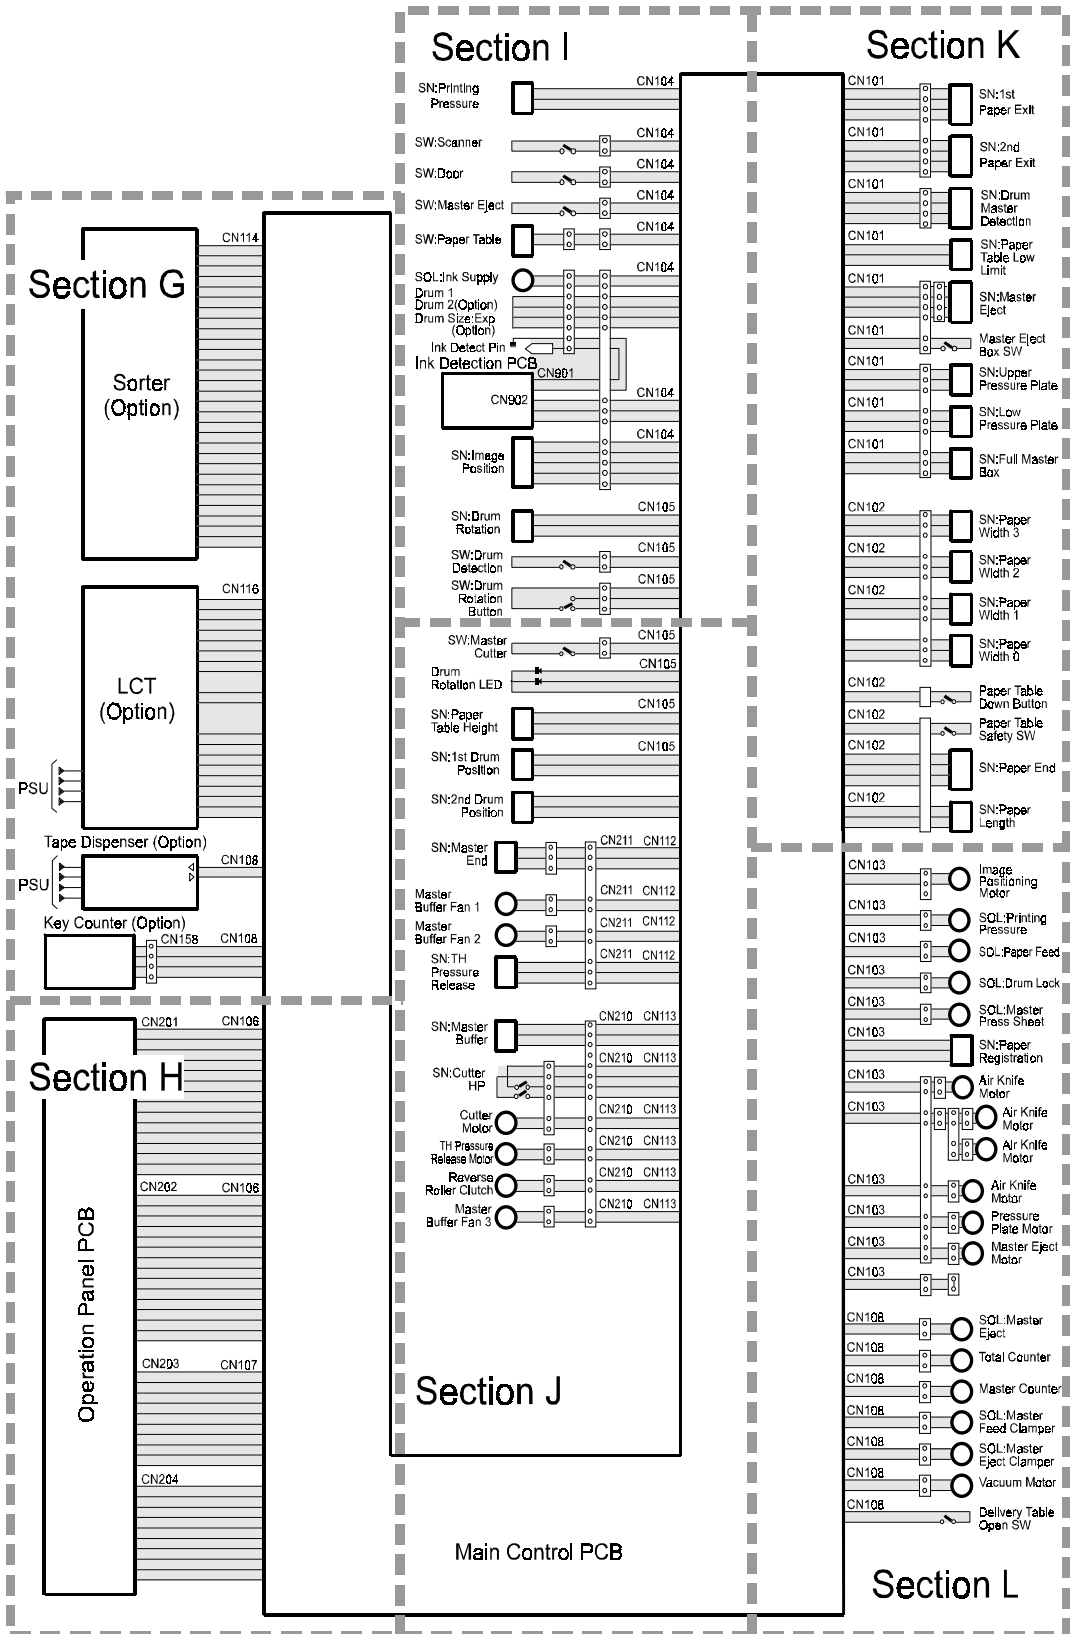 Section I
SN:Printing
Pressure
CN104
SW:Scanner
CN104
SW:Door
CN104
SW:Master Eject
CN104
SW:Paper Table
CN104
SOL:Ink Supply
CN104
Drum 1
Drum 2(Option)
Drum Size:Exp
(Option)
Ink Detect Pin
Ink Detection PCB
CN901
CN902
CN104
SN:Image
Position
CN104
SN:Drum
Rotation
CN105
SW:Drum
Detection
CN105
SW:Drum
Rotation
Button
CN105
Section K
CN101
SN:1st
Paper Exit
CN101
SN:2nd
Paper Exit
CN101
SN:Drum
Master
Detection
CN101
SN:Paper
Table Low
Limit
CN101
SN:Master
Eject
Master Eject
Box SW
CN101
SN:Upper
Pressure Plate
CN101
SN:Low
Pressure Plate
CN101
SN:Full Master
Box
CN102
SN:Paper
Width 3
CN102
SN:Paper
Width 2
CN102
SN:Paper
Width 1
CN102
SN:Paper
Width 0
CN102
Paper Table
Down Button
CN102
Paper Table
Safety SW
CN102
SN:Paper End
CN102
SN:Paper
Length
Section G
CN114
Sorter
(Option)
CN116
LCT
(Option)
PSU
Tape Dispenser (Option)
CN108
PSU
Key Counter (Option)
CN158
CN108
Section H
CN201
CN106
CN202
CN106
Operation Panel PCB
CN203
CN107
CN204
SW:Master
Cutter
CN105
Drum
Rotation LED
CN105
SN:Paper
Table Height
CN105
SN:1st Drum
Position
CN105
SN:2nd Drum
Position
SN:Master
End
CN211
CN112
Master
Buffer Fan 1
CN211
CN112
Master
Buffer Fan 2
CN211
CN112
SN:TH
Pressure
Release
CN211
CN112
SN:Master
Buffer
CN210
CN113
SN:Cutter
HP
CN210
CN113
Cutter
Motor
CN210
CN113
TH Pressure
Release Motor
CN210
CN113
Reverse
Roller Clutch
CN210
CN113
Master
Buffer Fan 3
CN210
CN113
Section J
Main Control PCB
CN103
Image
Positioning
Motor
CN103
SOL:Printing
Pressure
CN103
SOL:Paper Feed
CN103
SOL:Drum Lock
CN103
SOL:Master
Press Sheet
CN103
SN:Paper
Registration
CN103
Air Knife
Motor
CN103
Air Knife
Motor
Air Knife
Motor
CN103
Air Knife
Motor
CN103
Pressure
Plate Motor
CN103
Master Eject
Motor
CN103
CN108
SOL:Master
Eject
CN108
Total Counter
CN108
Master Counter
CN108
SOL:Master
Feed Clamper
CN108
SOL:Master
Eject Clamper
CN108
Vacuum Motor
CN108
Delivery Table
Open SW
Section L